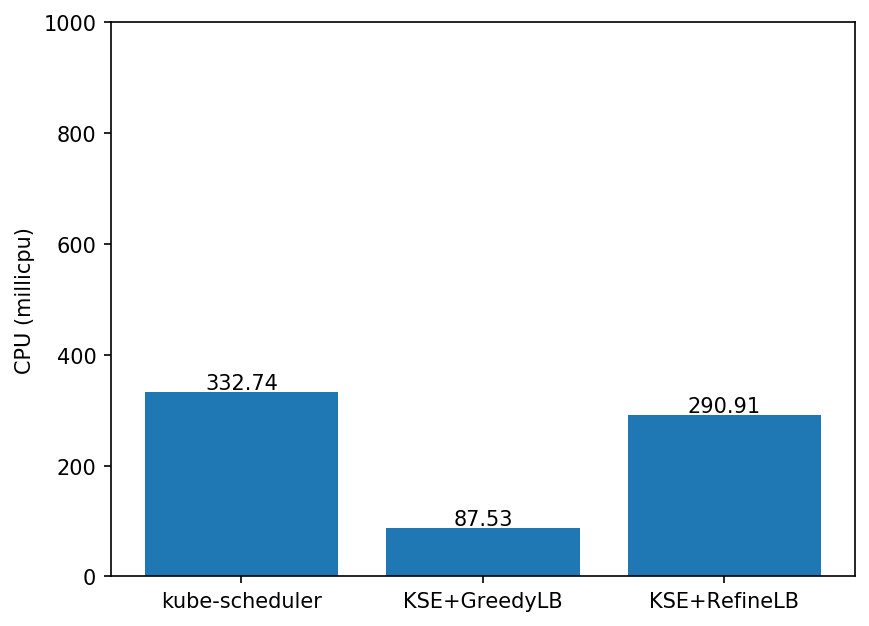 1000
800
600
400
200
0
CPU (millicpu)
332.74
87.53
290.91
kube-scheduler
KSE+GreedyLB
KSE+RefineLB